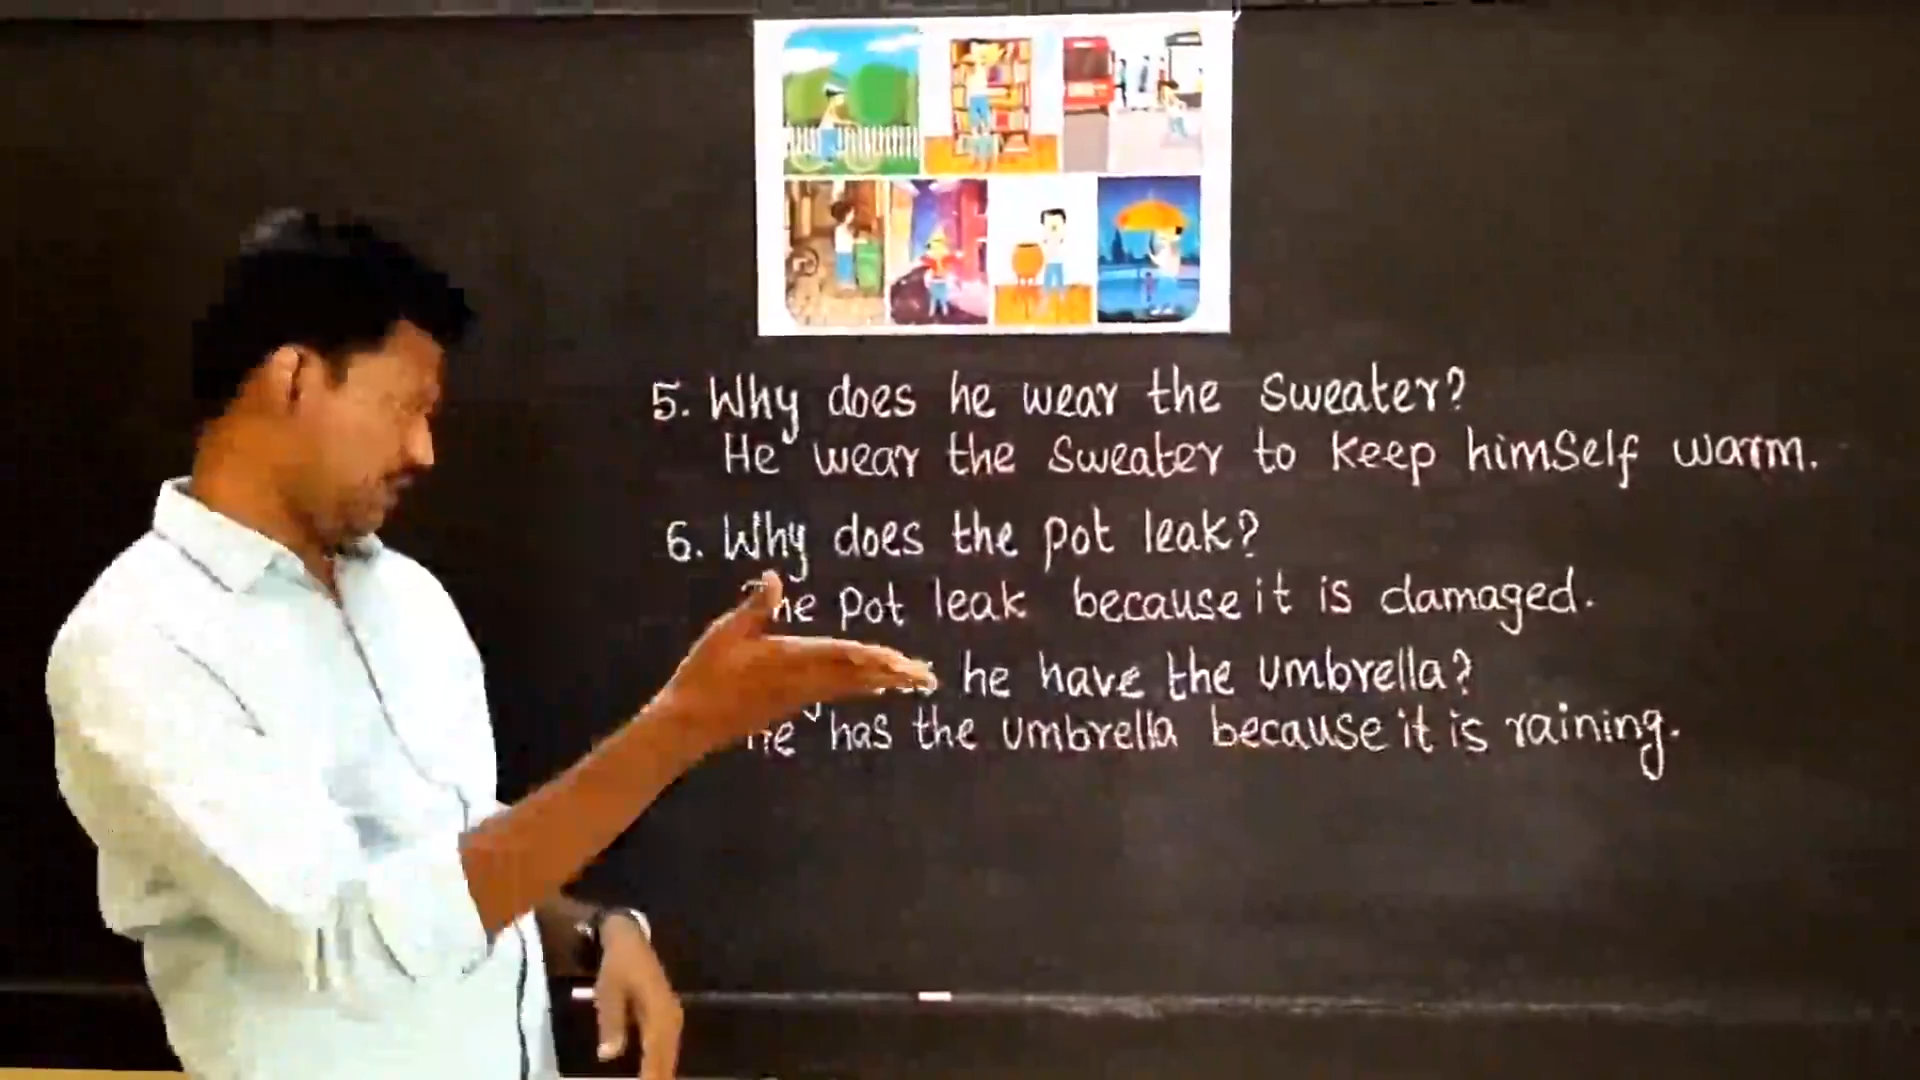 5. Why does he wear the sweater?
He wear the sweater to keep himself warm.
6. Why does the pot leak?
The pot leak because it is damaged.
he have the umbrella?
He has the umbrella because it is raining.